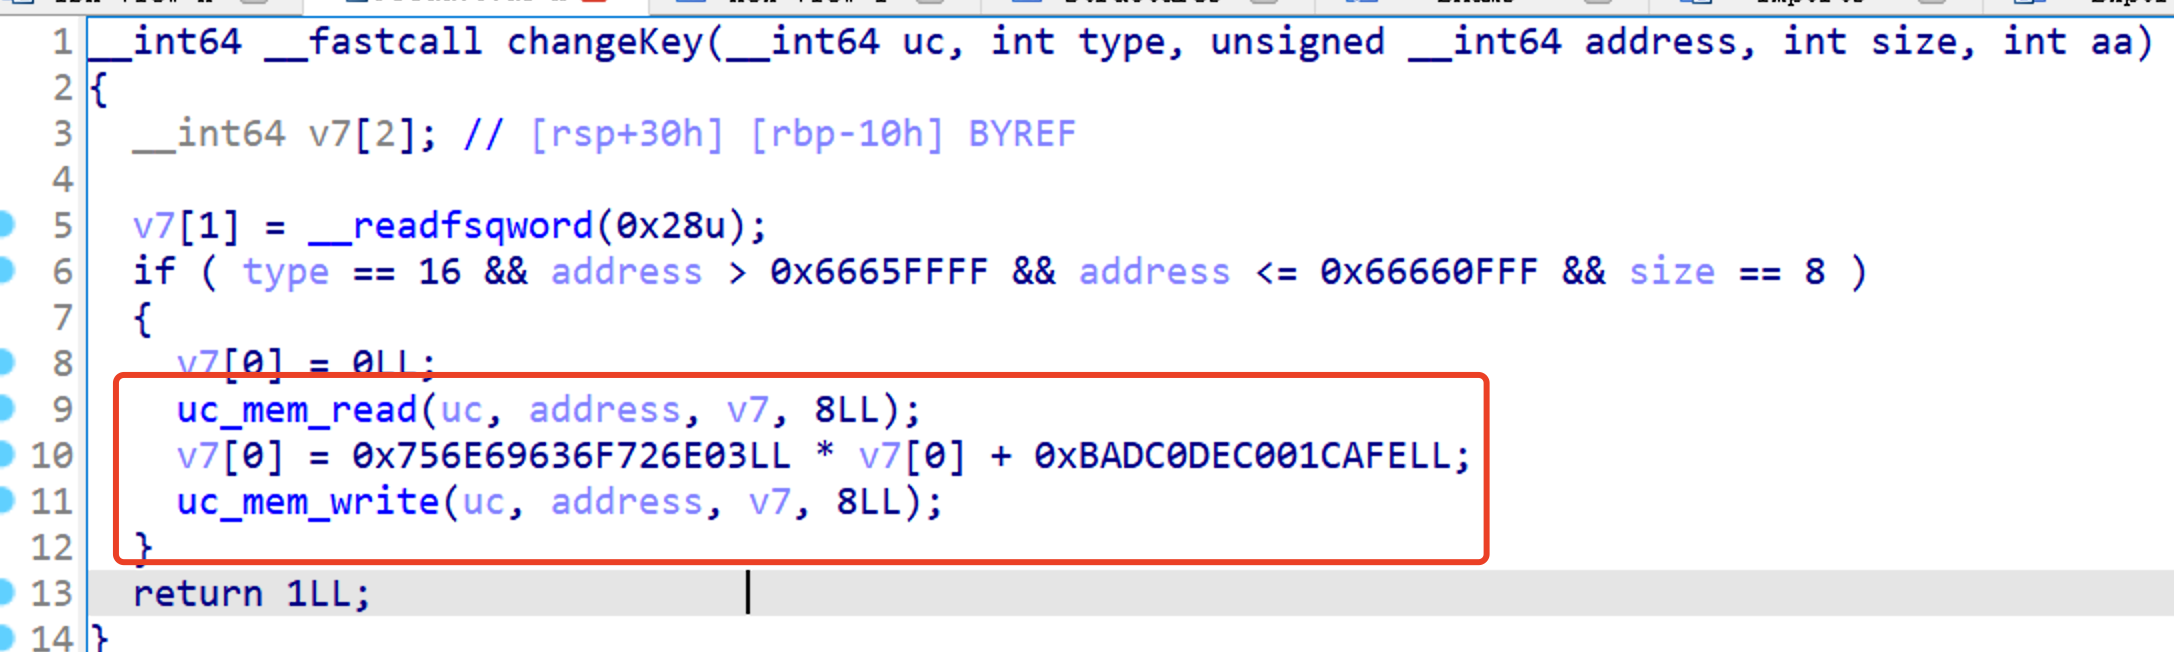 1 __int64 __fastcall changeKey(__int64 uc, int type, unsigned __int64 address, int size, int aa)
2 {
3 __int64 v7[2]; // [rsp+30h] [rbp-10h] BYREF
4
5 v7[1] = __readfsqword(0x28u);
6 if ( type == 16 && address > 0x6665FFFF && address <= 0x66660FFF && size == 8 )
7 {
8 v7[0] = 0LL;
9 uc_mem_read(uc, address, v7, 8LL);
10 v7[0] = 0x756E69636F726E03LL * v7[0] + 0xBADC0DEC001CAFELL;
11 uc_mem_write(uc, address, v7, 8LL);
12 }
13 return 1LL;
14 }